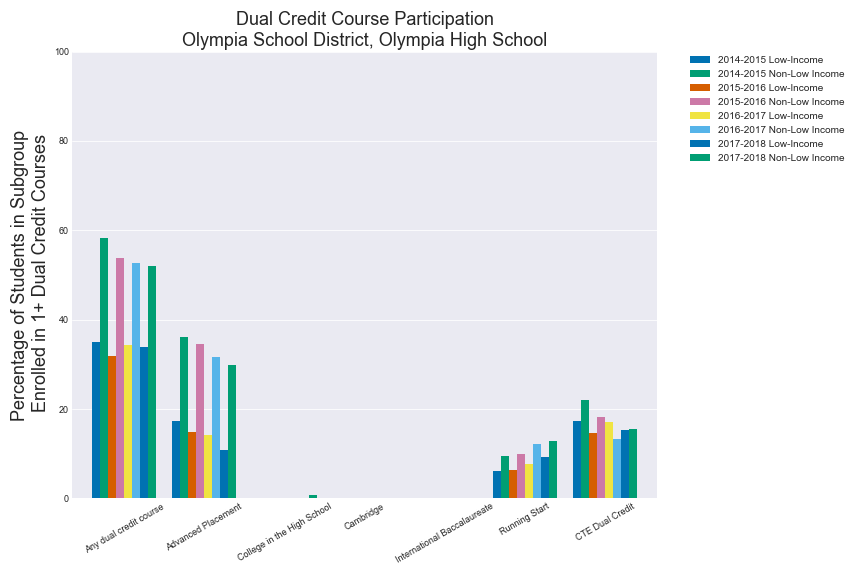 Dual Credit Course Participation
Olympia School District, Olympia High School
Percentage of Students in Subgroup
Enrolled in 1+ Dual Credit Courses
100
80
60
40
20
0
Any dual credit course
Advanced Placement
College in the High School
Cambridge
International Baccalaureate
Running Start
CTE Dual Credit
2014-2015 Low-Income
2014-2015 Non-Low Income
2015-2016 Low-Income
2015-2016 Non-Low Income
2016-2017 Low-Income
2016-2017 Non-Low Income
2017-2018 Low-Income
2017-2018 Non-Low Income